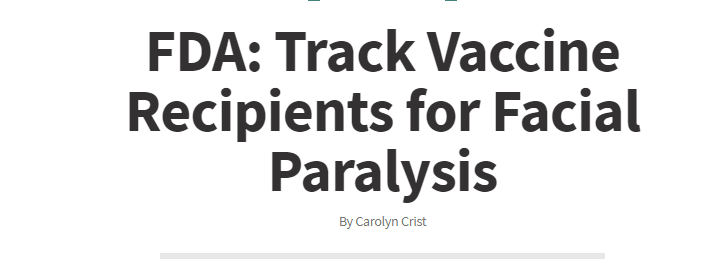 FDA: Track Vaccine
Recipients for Facial
Paralysis
By Carolyn Crist